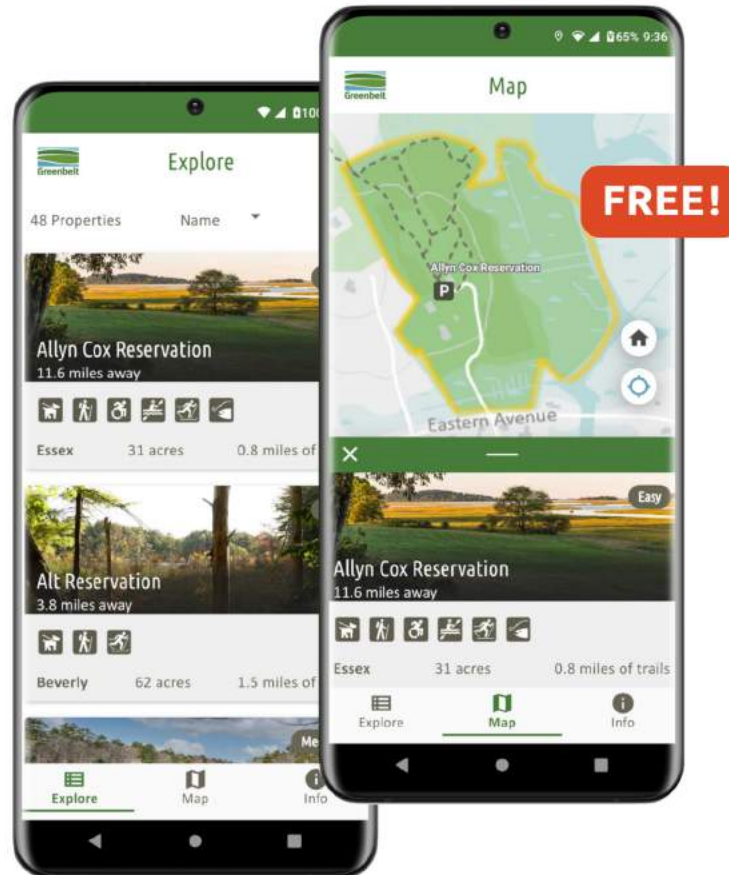 100
Greenbelt
Explore
48 Properties Name
Allyn Cox Reservation
11.6 miles away
Essex 31 acres 0.8 miles of
Alt Reservation
3.8 miles away
Beverly 62 acres 1.5 miles of
Me
Explore Map Info
65% 9:36
Greenbelt
Map
FREE!
Allyn Cox Reservation
P
Eastern Avenue
Easy
Allyn Cox Reservation
11.6 miles away
Essex 31 acres 0.8 miles of trails
Explore Map Info